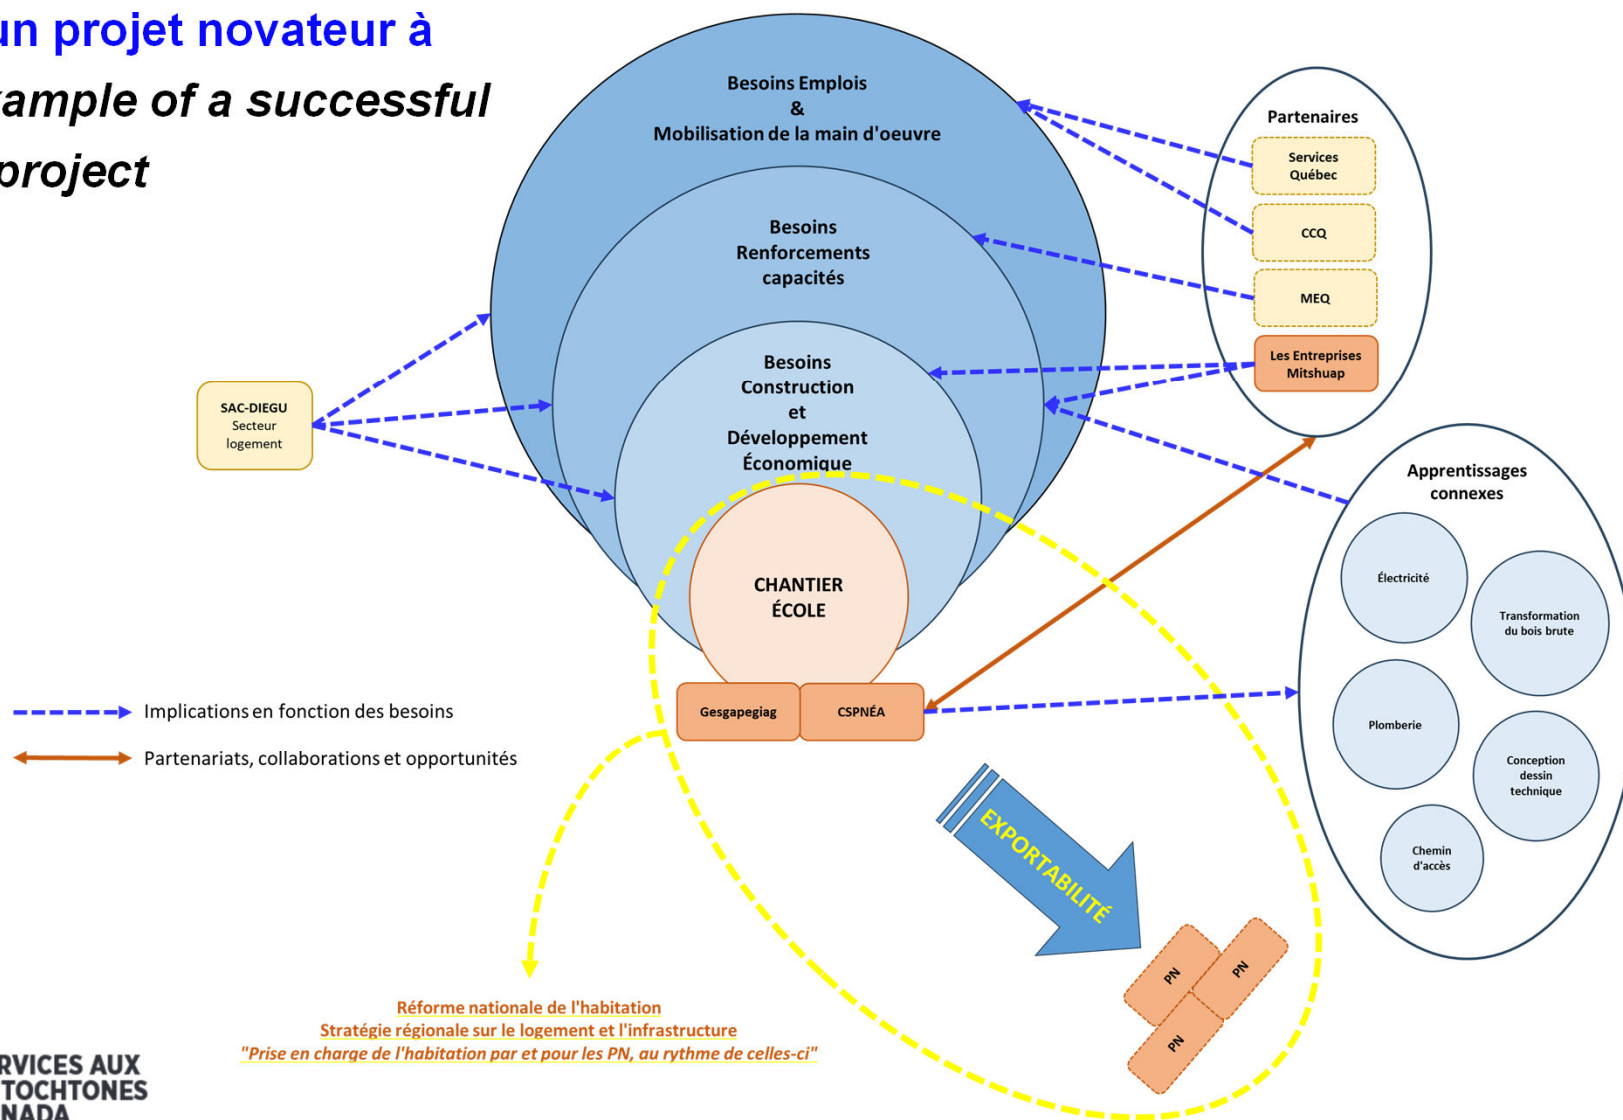 un projet novateur à
xample of a successful
project
Besoins Emplois
&
Mobilisation de la main d'oeuvre
Besoins
Renforcements
capacités
Besoins
Construction
et
Développement
Économique
CHANTIER
ÉCOLE
Gesgapegiag
CSPNÉA
SAC-DIEGU
Secteur
logement
Partenaires
Services
Québec
CCQ
MEQ
Les Entreprises
Mitshuap
Apprentissages
connexes
Électricité
Transformation
du bois brute
Plomberie
Conception
dessin
technique
Chemin
d'accès
Implications en fonction des besoins
Partenariats, collaborations et opportunités
EXPORTABILITÉ
PN
PN
PN
Réforme nationale de l'habitation
Stratégie régionale sur le logement et l'infrastructure
"Prise en charge de l'habitation par et pour les PN, au rythme de celles-ci"
RVICES AUX
TOCHTONES
NADA